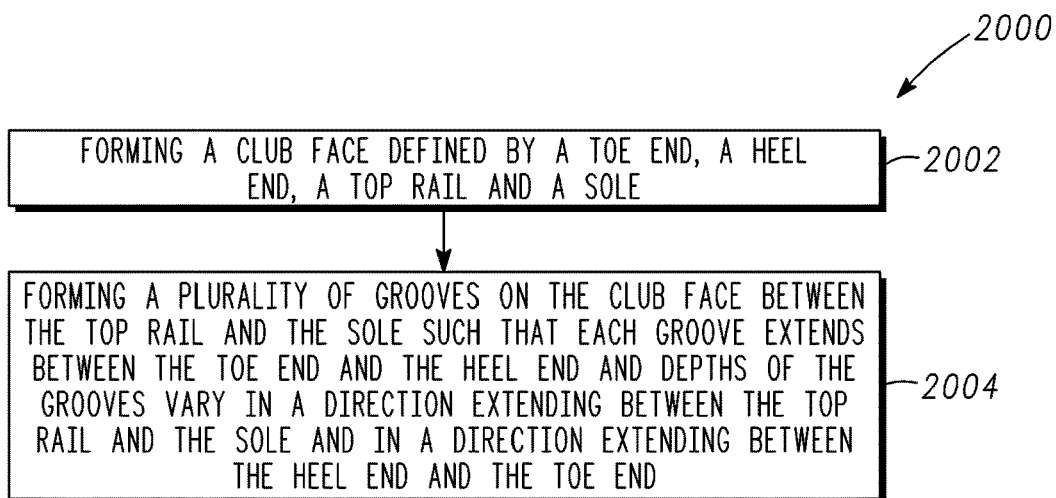 2000
FORMING A CLUB FACE DEFINED BY A TOE END, A HEEL
END, A TOP RAIL AND A SOLE
2002
FORMING A PLURALITY OF GROOVES ON THE CLUB FACE BETWEEN
THE TOP RAIL AND THE SOLE SUCH THAT EACH GROOVE EXTENDS
BETWEEN THE TOE END AND THE HEEL END AND DEPTHS OF THE
GROOVES VARY IN A DIRECTION EXTENDING BETWEEN THE TOP
RAIL AND THE SOLE AND IN A DIRECTION EXTENDING BETWEEN
THE HEEL END AND THE TOE END
2004